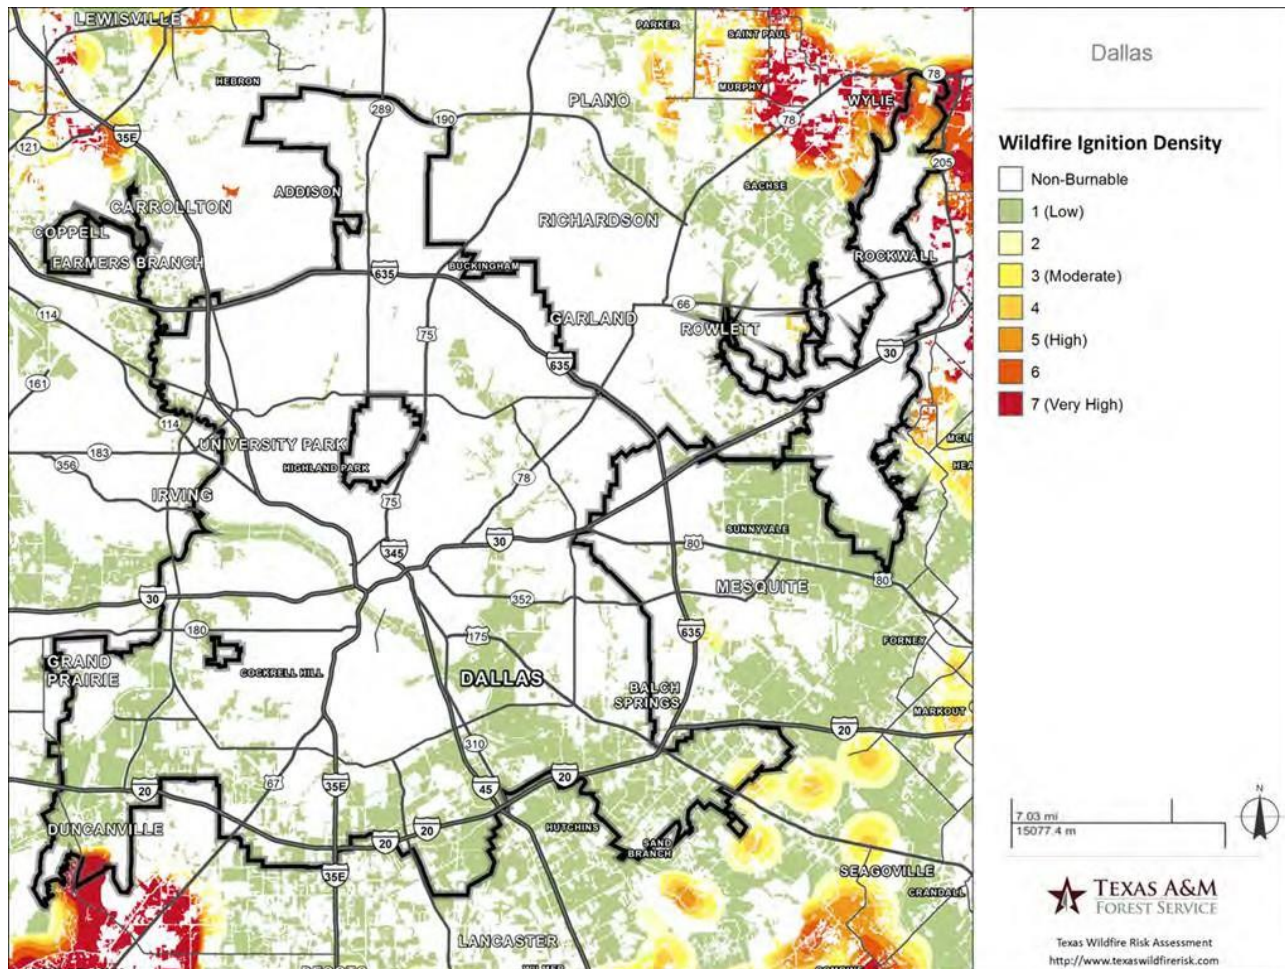 LEWISVILLE
PARKER
SAINT PAUL
HEBRON
MURPHY
78
289
PLANO
WYLIE
190
78
35E
121
205
ADDISON
SACHSE
CARROLLTON
RICHARDSON
COPPELL
FARMERS BRANCH
BUCKINGHAM
ROCKWALL
635
114
66
GARLAND
ROWLETT
75
30
635
161
114
UNIVERSITY PARK
183
356
HIGHLAND PARK
78
IRVING
75
SUNNYVALE
345
30
80
80
MESQUITE
30
352
180
175
635
FORNEY
GRAND
PRAIRIE
COCKRELL HILL
DALLAS
BALCH
SPRINGS
MARKOUT
20
310
67
35E
20
45
20
DUNCANVILLE
20
HUTCHINS
20
SAND
BRANCH
35E
SEAGOVILLE
CRANDALL
LANCASTER
Dallas
Wildfire Ignition Density
Non-Burnable
1 (Low)
2
3 (Moderate)
4
5 (High)
6
7 (Very High)
N
7.03 mi
15077.4 m
TEXAS A&M
FOREST SERVICE
Texas Wildfire Risk Assessment
http://www.texaswildfirerisk.com